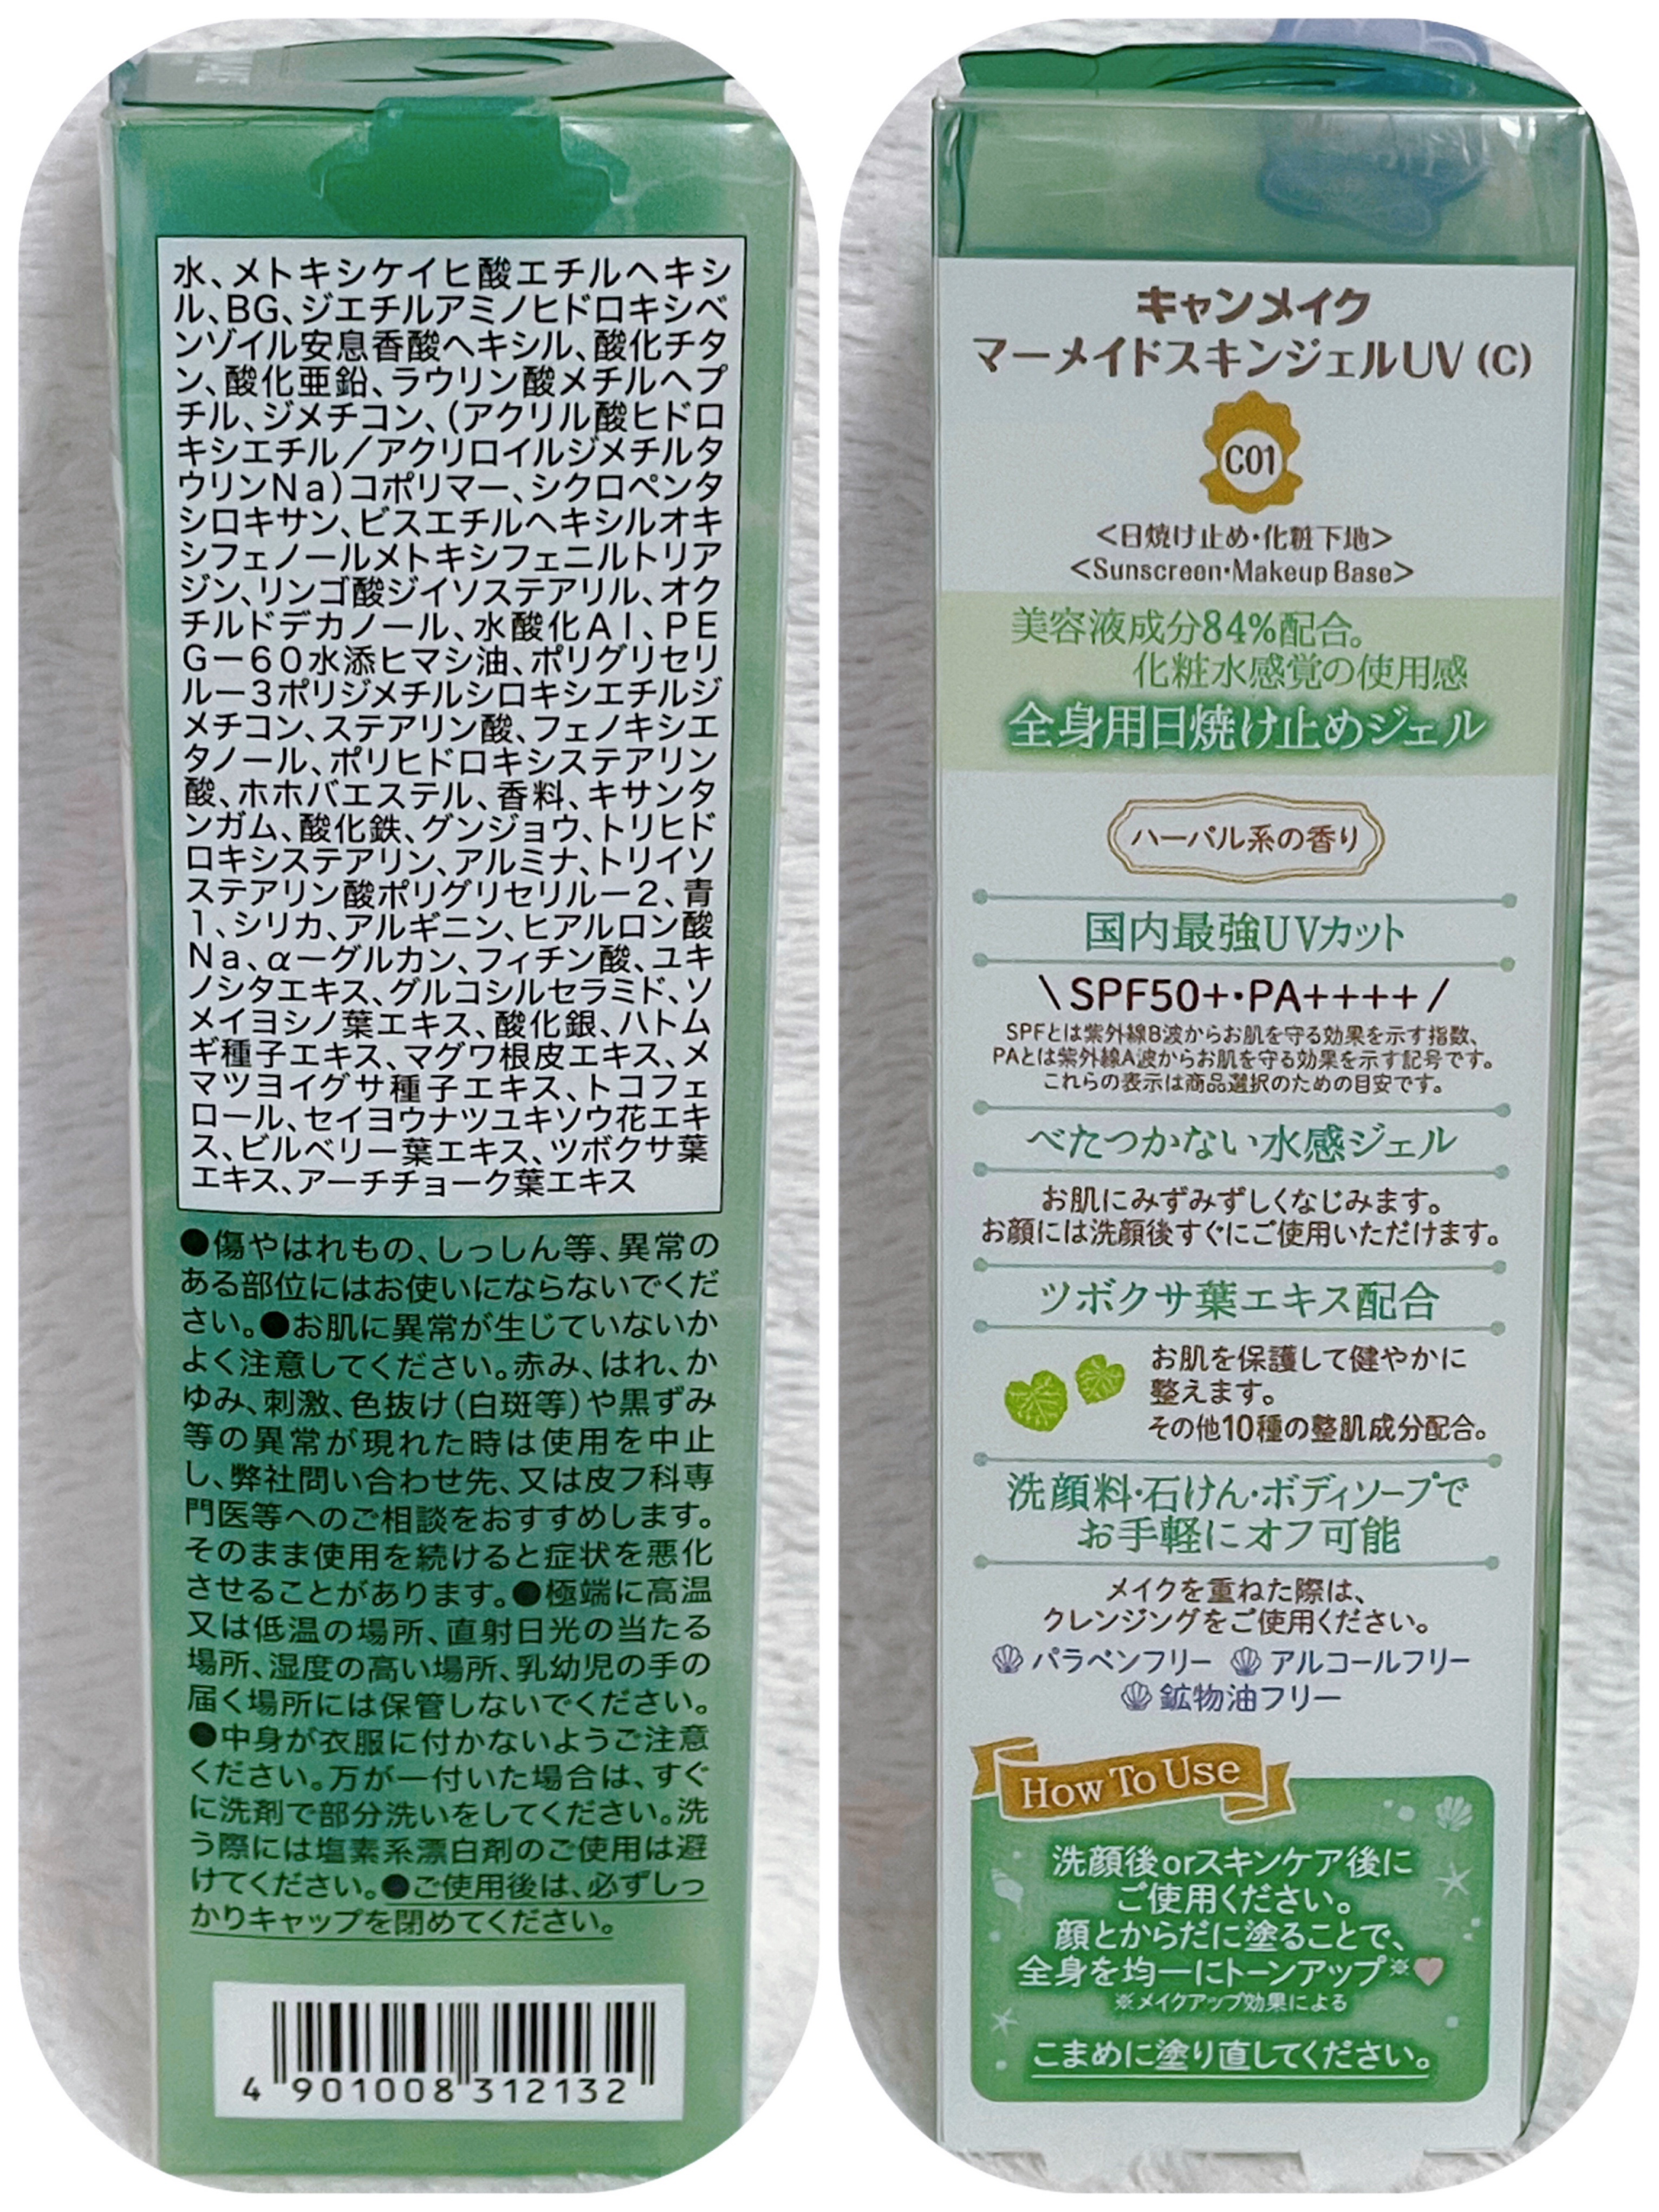 水、メトキシケイヒ酸エチルヘキシ
ル、BG、ジエチルアミノヒドロキシベ
ンゾイル安息香酸ヘキシル、酸化チタ
ン、酸化亜鉛、ラウリン酸メチルヘプ
チル、ジメチコン、(アクリル酸ヒドロ
キシエチル／アクリロイルジメチルタ
ウリンNa)コポリマー、シクロペンタ
シロキサン、ビスエチルヘキシルオキ
シフェノールメトキシフェニルトリア
ジン、リンゴ酸ジイソステアリル、オク
チルドデカノール、水酸化Al、PE
G－60水添ヒマシ油、ポリグリセリ
ル－3ポリジメチルシロキシエチルジ
メチコン、ステアリン酸、フェノキシエ
タノール、ポリヒドロキシステアリン
酸、ホホバエステル、香料、キサンタ
ンガム、酸化鉄、グンジョウ、トリヒド
ロキシステアリン、アルミナ、トリイソ
ステアリン酸ポリグリセリル－2、青
1、シリカ、アルギニン、ヒアルロン酸
Na、α－グルカン、フィチン酸、ユキ
ノシタエキス、グルコシルセラミド、ソ
メイヨシノ葉エキス、酸化銀、ハトム
ギ種子エキス、マグワ根皮エキス、メ
マツヨイグサ種子エキス、トコフェ
ロール、セイヨウナツユキソウ花エキ
ス、ビルベリー葉エキス、ツボクサ葉
エキス、アーチチョーク葉エキス
●傷やはれもの、しっしん等、異常の
ある部位にはお使いにならないでくだ
さい。●お肌に異常が生じていないか
よく注意してください。赤み、はれ、か
ゆみ、刺激、色抜け(白斑等)や黒ずみ
等の異常が現れた時は使用を中止
し、弊社問い合わせ先、又は皮フ科専
門医等へのご相談をおすすめします。
そのまま使用を続けると症状を悪化
させることがあります。●極端に高温
又は低温の場所、直射日光の当たる
場所、湿度の高い場所、乳幼児の手の
届く場所には保管しないでください。
●中身が衣服に付かないようご注意
ください。万が一付いた場合は、すぐ
に洗剤で部分洗いをしてください。洗
う際には塩素系漂白剤のご使用は避
けてください。●ご使用後は、必ずしっ
かりキャップを閉めてください。
4 901008 312132
キャンメイク
マーメイドスキンジェルUV (C)
C01
<日焼け止め・化粧下地>
<Sunscreen・Makeup Base>
美容液成分84%配合。
化粧水感覚の使用感
全身用日焼け止めジェル
ハーバル系の香り
国内最強UVカット
\ SPF50+・PA++++ /
SPFとは紫外線B波からお肌を守る効果を示す指数、
PAとは紫外線A波からお肌を守る効果を示す記号です。
これらの表示は商品選択のための目安です。
べたつかない水感ジェル
お肌にみずみずしくなじみます。
お顔には洗顔後すぐにご使用いただけます。
ツボクサ葉エキス配合
お肌を保護して健やかに
整えます。
その他10種の整肌成分配合。
洗顔料・石けん・ボディソープで
お手軽にオフ可能
メイクを重ねた際は、
クレンジングをご使用ください。
パラベンフリー アルコールフリー
鉱物油フリー
How To Use
洗顔後orスキンケア後に
ご使用ください。
顔とからだに塗ることで、
全身を均一にトーンアップ※
※メイクアップ効果による
こまめに塗り直してください。